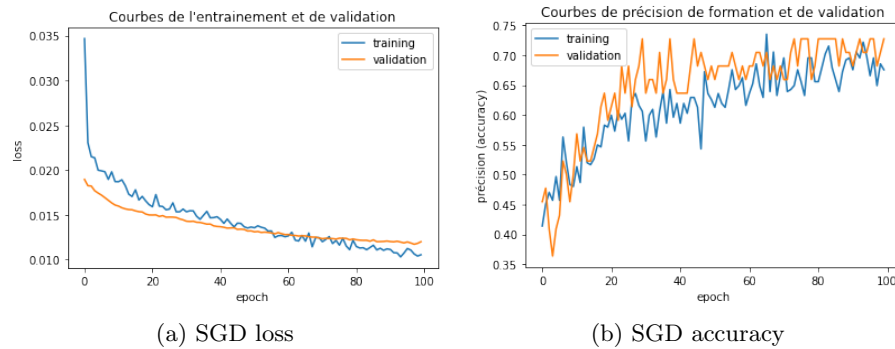 Courbes de l'entrainement et de validation
training
validation
0.035
0.030
0.025
0.020
0.015
0.010
loss
0
20
40
60
80
100
epoch
(a) SGD loss
Courbes de précision de formation et de validation
training
validation
0.75
0.70
0.65
0.60
0.55
0.50
0.45
0.40
0.35
précision (accuracy)
0
20
40
60
80
100
epoch
(b) SGD accuracy